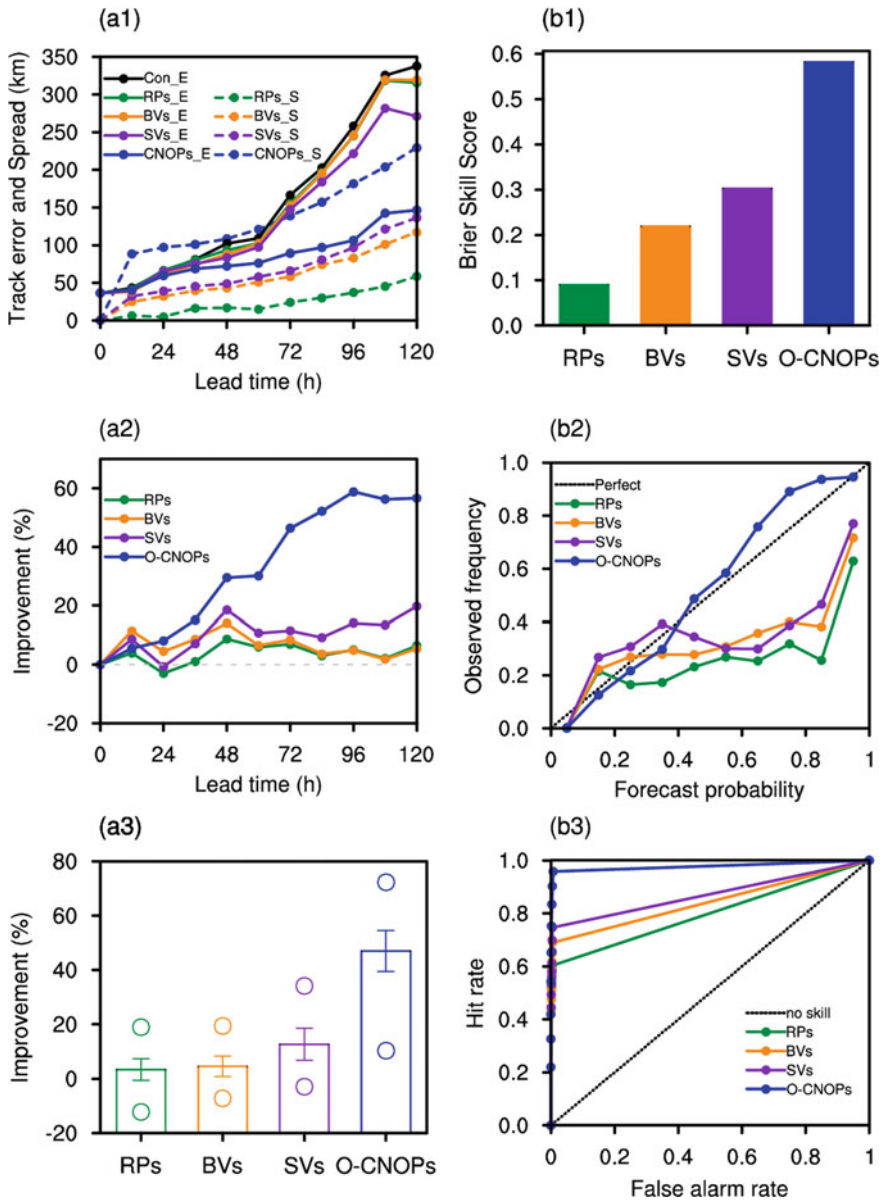 (a1)
Track error and Spread (km)
350
300
250
200
150
100
50
0
Con_E
RPs_E
BVs_E
SVs_E
CNOPs_E
RPs_S
BVs_S
SVs_S
CNOPs_S
0 24 48 72 96 120
Lead time (h)
(b1)
Brier Skill Score
0.6
0.5
0.4
0.3
0.2
0.1
0.0
RPs BVs SVs O-CNOPs
(a2)
Improvement (%)
60
40
20
0
-20
RPs
BVs
SVs
O-CNOPs
0 24 48 72 96 120
Lead time (h)
(b2)
Observed frequency
1.0
0.8
0.6
0.4
0.2
0.0
Perfect
RPs
BVs
SVs
O-CNOPs
0 0.2 0.4 0.6 0.8 1
Forecast probability
(a3)
Improvement (%)
80
60
40
20
0
-20
RPs BVs SVs O-CNOPs
(b3)
Hit rate
1.0
0.8
0.6
0.4
0.2
0.0
no skill
RPs
BVs
SVs
O-CNOPs
0 0.2 0.4 0.6 0.8 1
False alarm rate